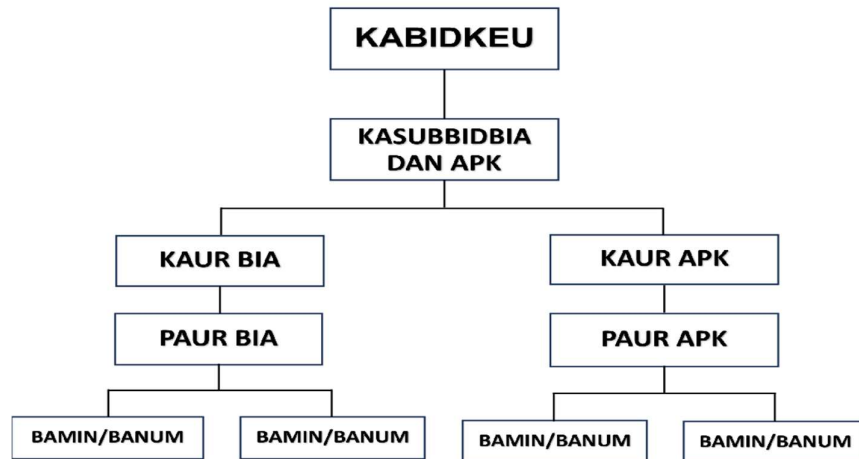 KABIDKEU
KASUBBIDBIA
DAN APK
KAUR BIA
KAUR APK
PAUR BIA
PAUR APK
BAMIN/BANUM
BAMIN/BANUM
BAMIN/BANUM
BAMIN/BANUM